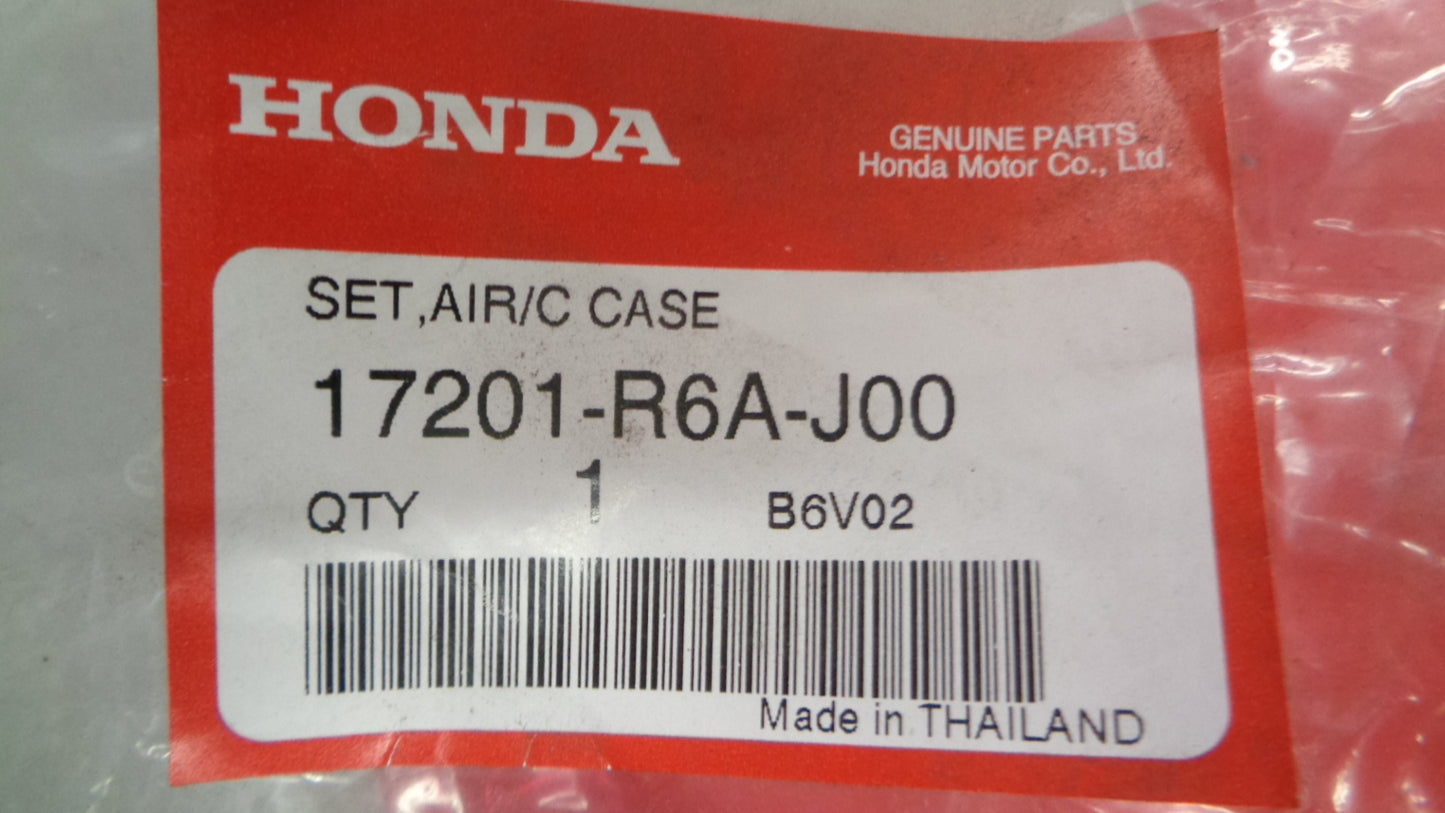 HONDA
GENUINE PARTS
Honda Motor Co., Ltd.
SET,AIR/C CASE
17201-R6A-J00
QTY 1 B6V02
Made in THAILAND